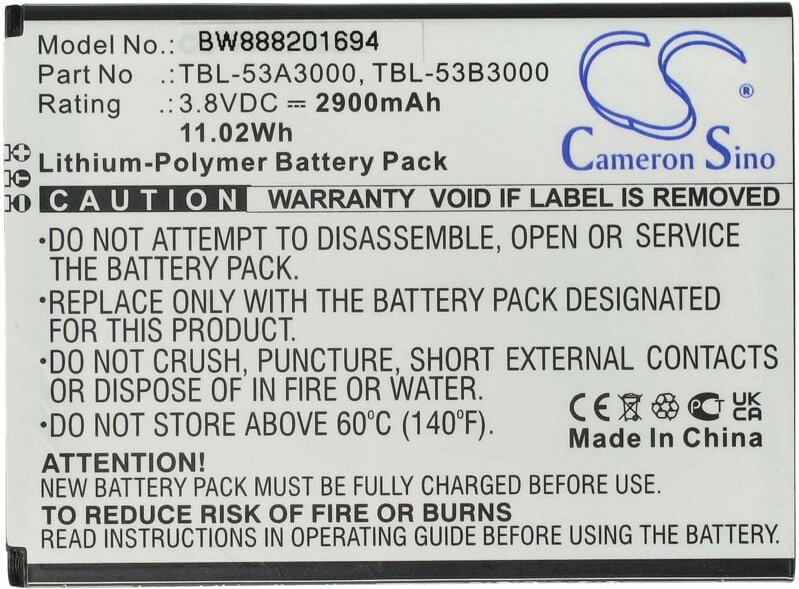 Model No.: BW888201694
Part No .: TBL-53A3000, TBL-53B3000
Rating .: 3.8VDC ⎓ 2900mAh
11.02Wh
Lithium-Polymer Battery Pack
CS ®
Cameron Sino
CAUTION WARRANTY VOID IF LABEL IS REMOVED
•DO NOT ATTEMPT TO DISASSEMBLE, OPEN OR SERVICE
THE BATTERY PACK.
•REPLACE ONLY WITH THE BATTERY PACK DESIGNATED
FOR THIS PRODUCT.
•DO NOT CRUSH, PUNCTURE, SHORT EXTERNAL CONTACTS
OR DISPOSE OF IN FIRE OR WATER.
•DO NOT STORE ABOVE 60°C (140°F).
CE PCT UKCA
Made In China
ATTENTION!
NEW BATTERY PACK MUST BE FULLY CHARGED BEFORE USE
TO REDUCE RISK OF FIRE OR BURNS
READ INSTRUCTIONS ON OPERATING GUIDE BEFORE USING THE BATTERY.